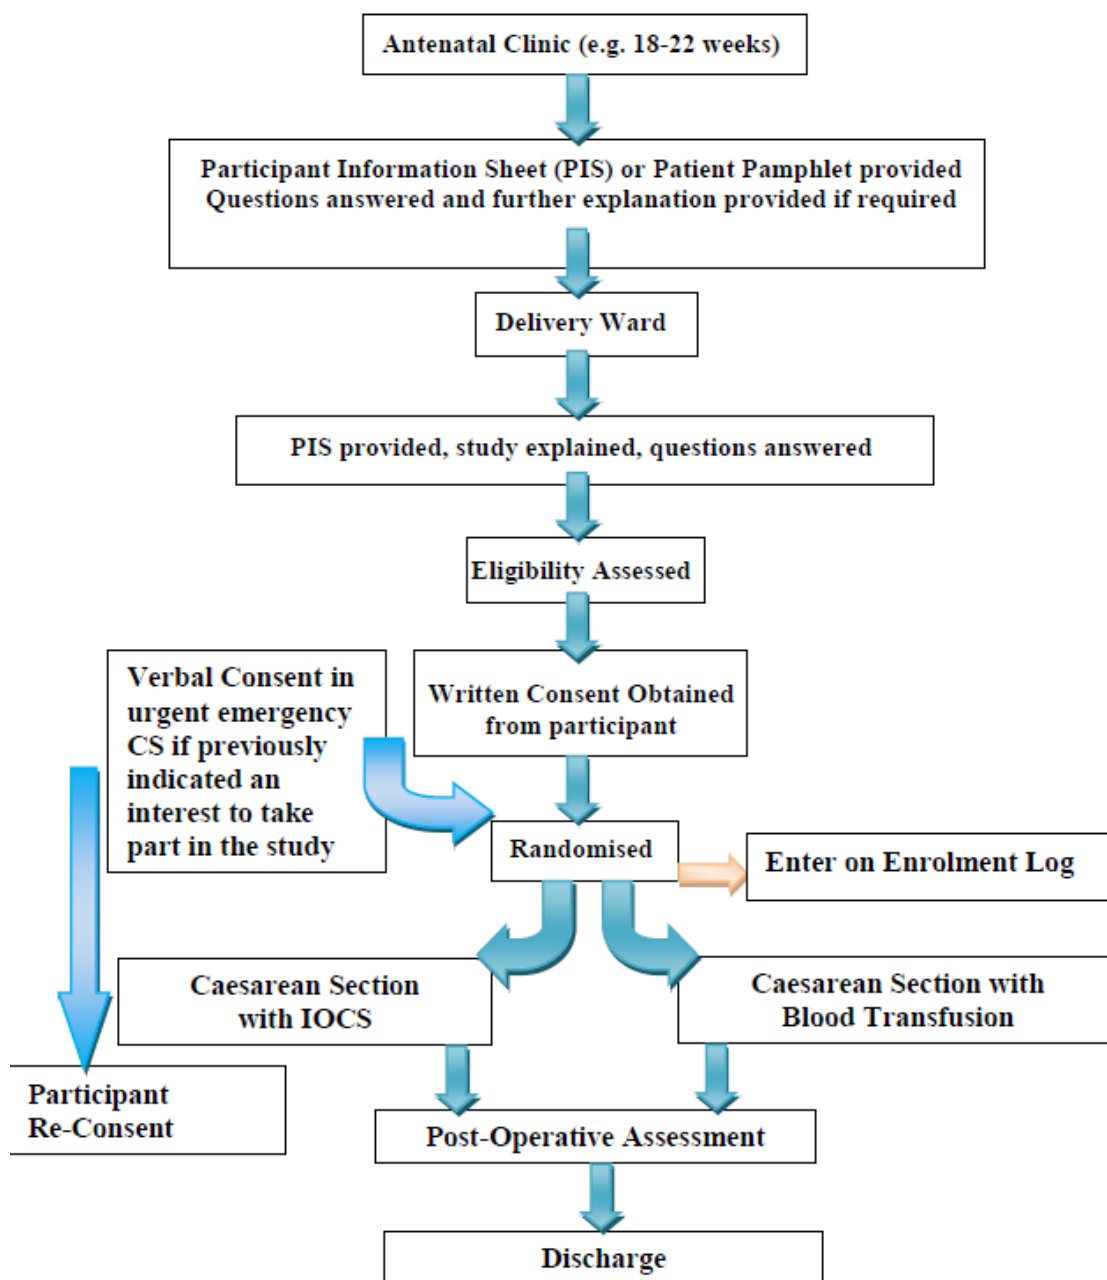 Antenatal Clinic (e.g. 18-22 weeks)
Participant Information Sheet (PIS) or Patient Pamphlet provided
Questions answered and further explanation provided if required
Delivery Ward
PIS provided, study explained, questions answered
Eligibility Assessed
Written Consent Obtained
from participant
Verbal Consent in
urgent emergency
CS if previously
indicated an
interest to take
part in the study
Randomised
Enter on Enrolment Log
Caesarean Section
with IOCS
Caesarean Section with
Blood Transfusion
Participant
Re-Consent
Post-Operative Assessment
Discharge